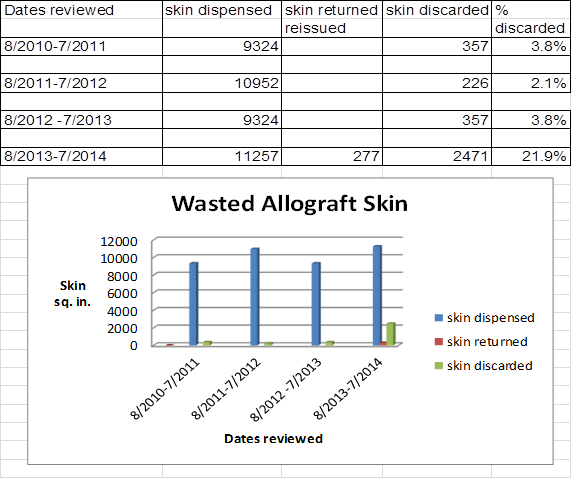 Dates reviewed skin dispensed skin returned skin discarded %
reissued discarded
8/2010-7/2011 9324 357 3.8%
8/2011-7/2012 10952 226 2.1%
8/2012 -7/2013 9324 357 3.8%
8/2013-7/2014 11257 277 2471 21.9%
Wasted Allograft Skin
12000
10000
8000
6000
4000
2000
0
Skin
sq. in.
8/2010-7/2011
8/2011-7/2012
8/2012 -7/2013
8/2013-7/2014
Dates reviewed
skin dispensed
skin returned
skin discarded